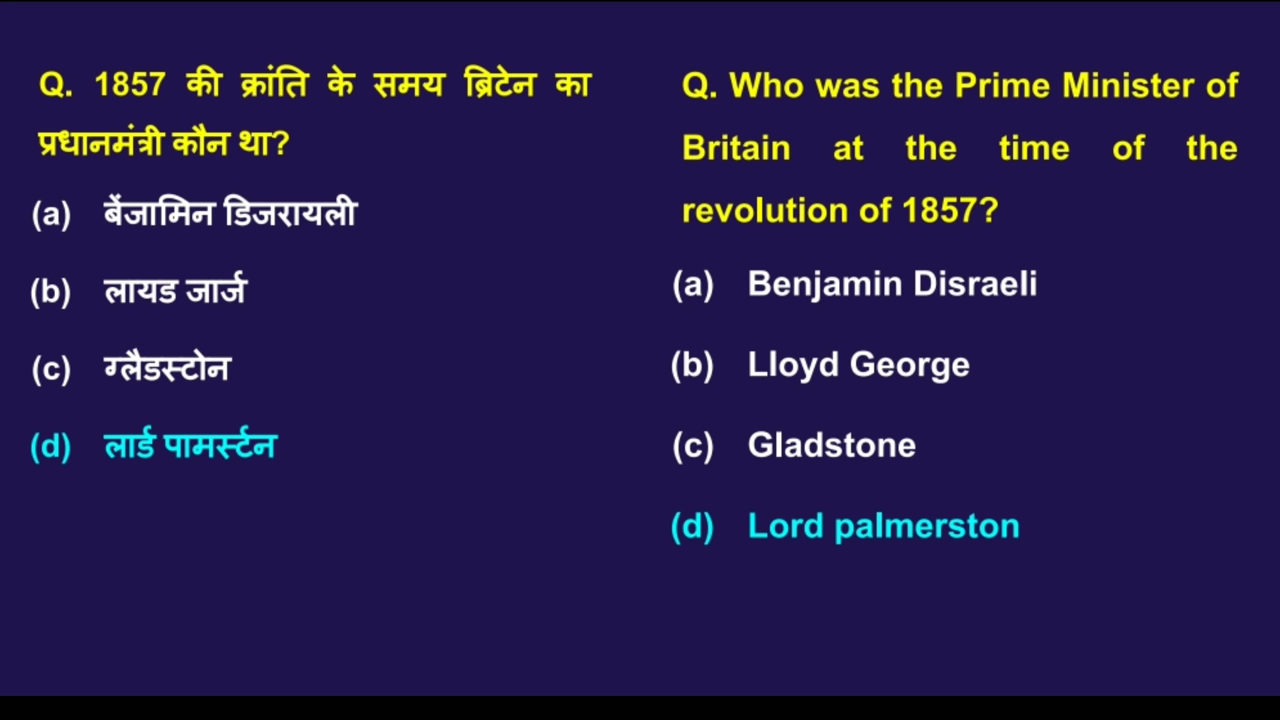 Q. 1857 की क्रांति के समय ब्रिटेन का
प्रधानमंत्री कौन था?
(a) बेंजामिन डिजरायली
(b) लायड जार्ज
(c) ग्लैडस्टोन
(d) लार्ड पामर्स्टन
Q. Who was the Prime Minister of
Britain at the time of the
revolution of 1857?
(a) Benjamin Disraeli
(b) Lloyd George
(c) Gladstone
(d) Lord palmerston